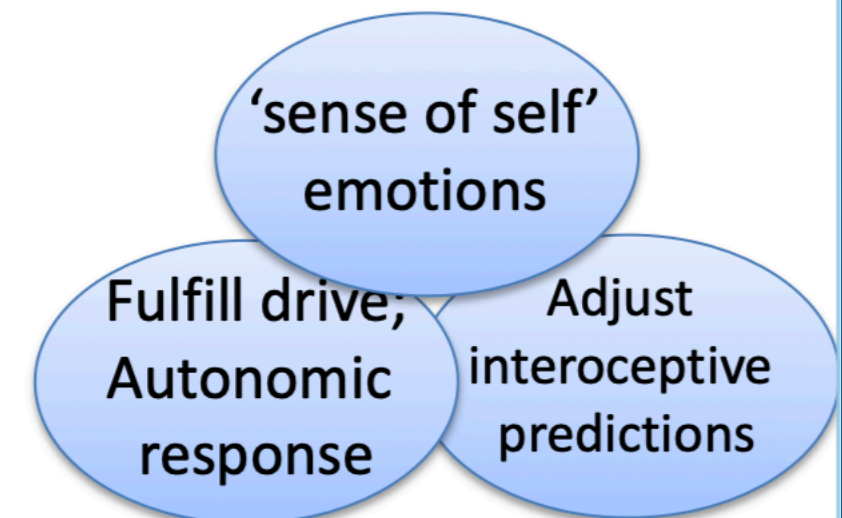 ‘sense of self’
emotions
Fulfill drive;
Autonomic
response
Adjust
interoceptive
predictions